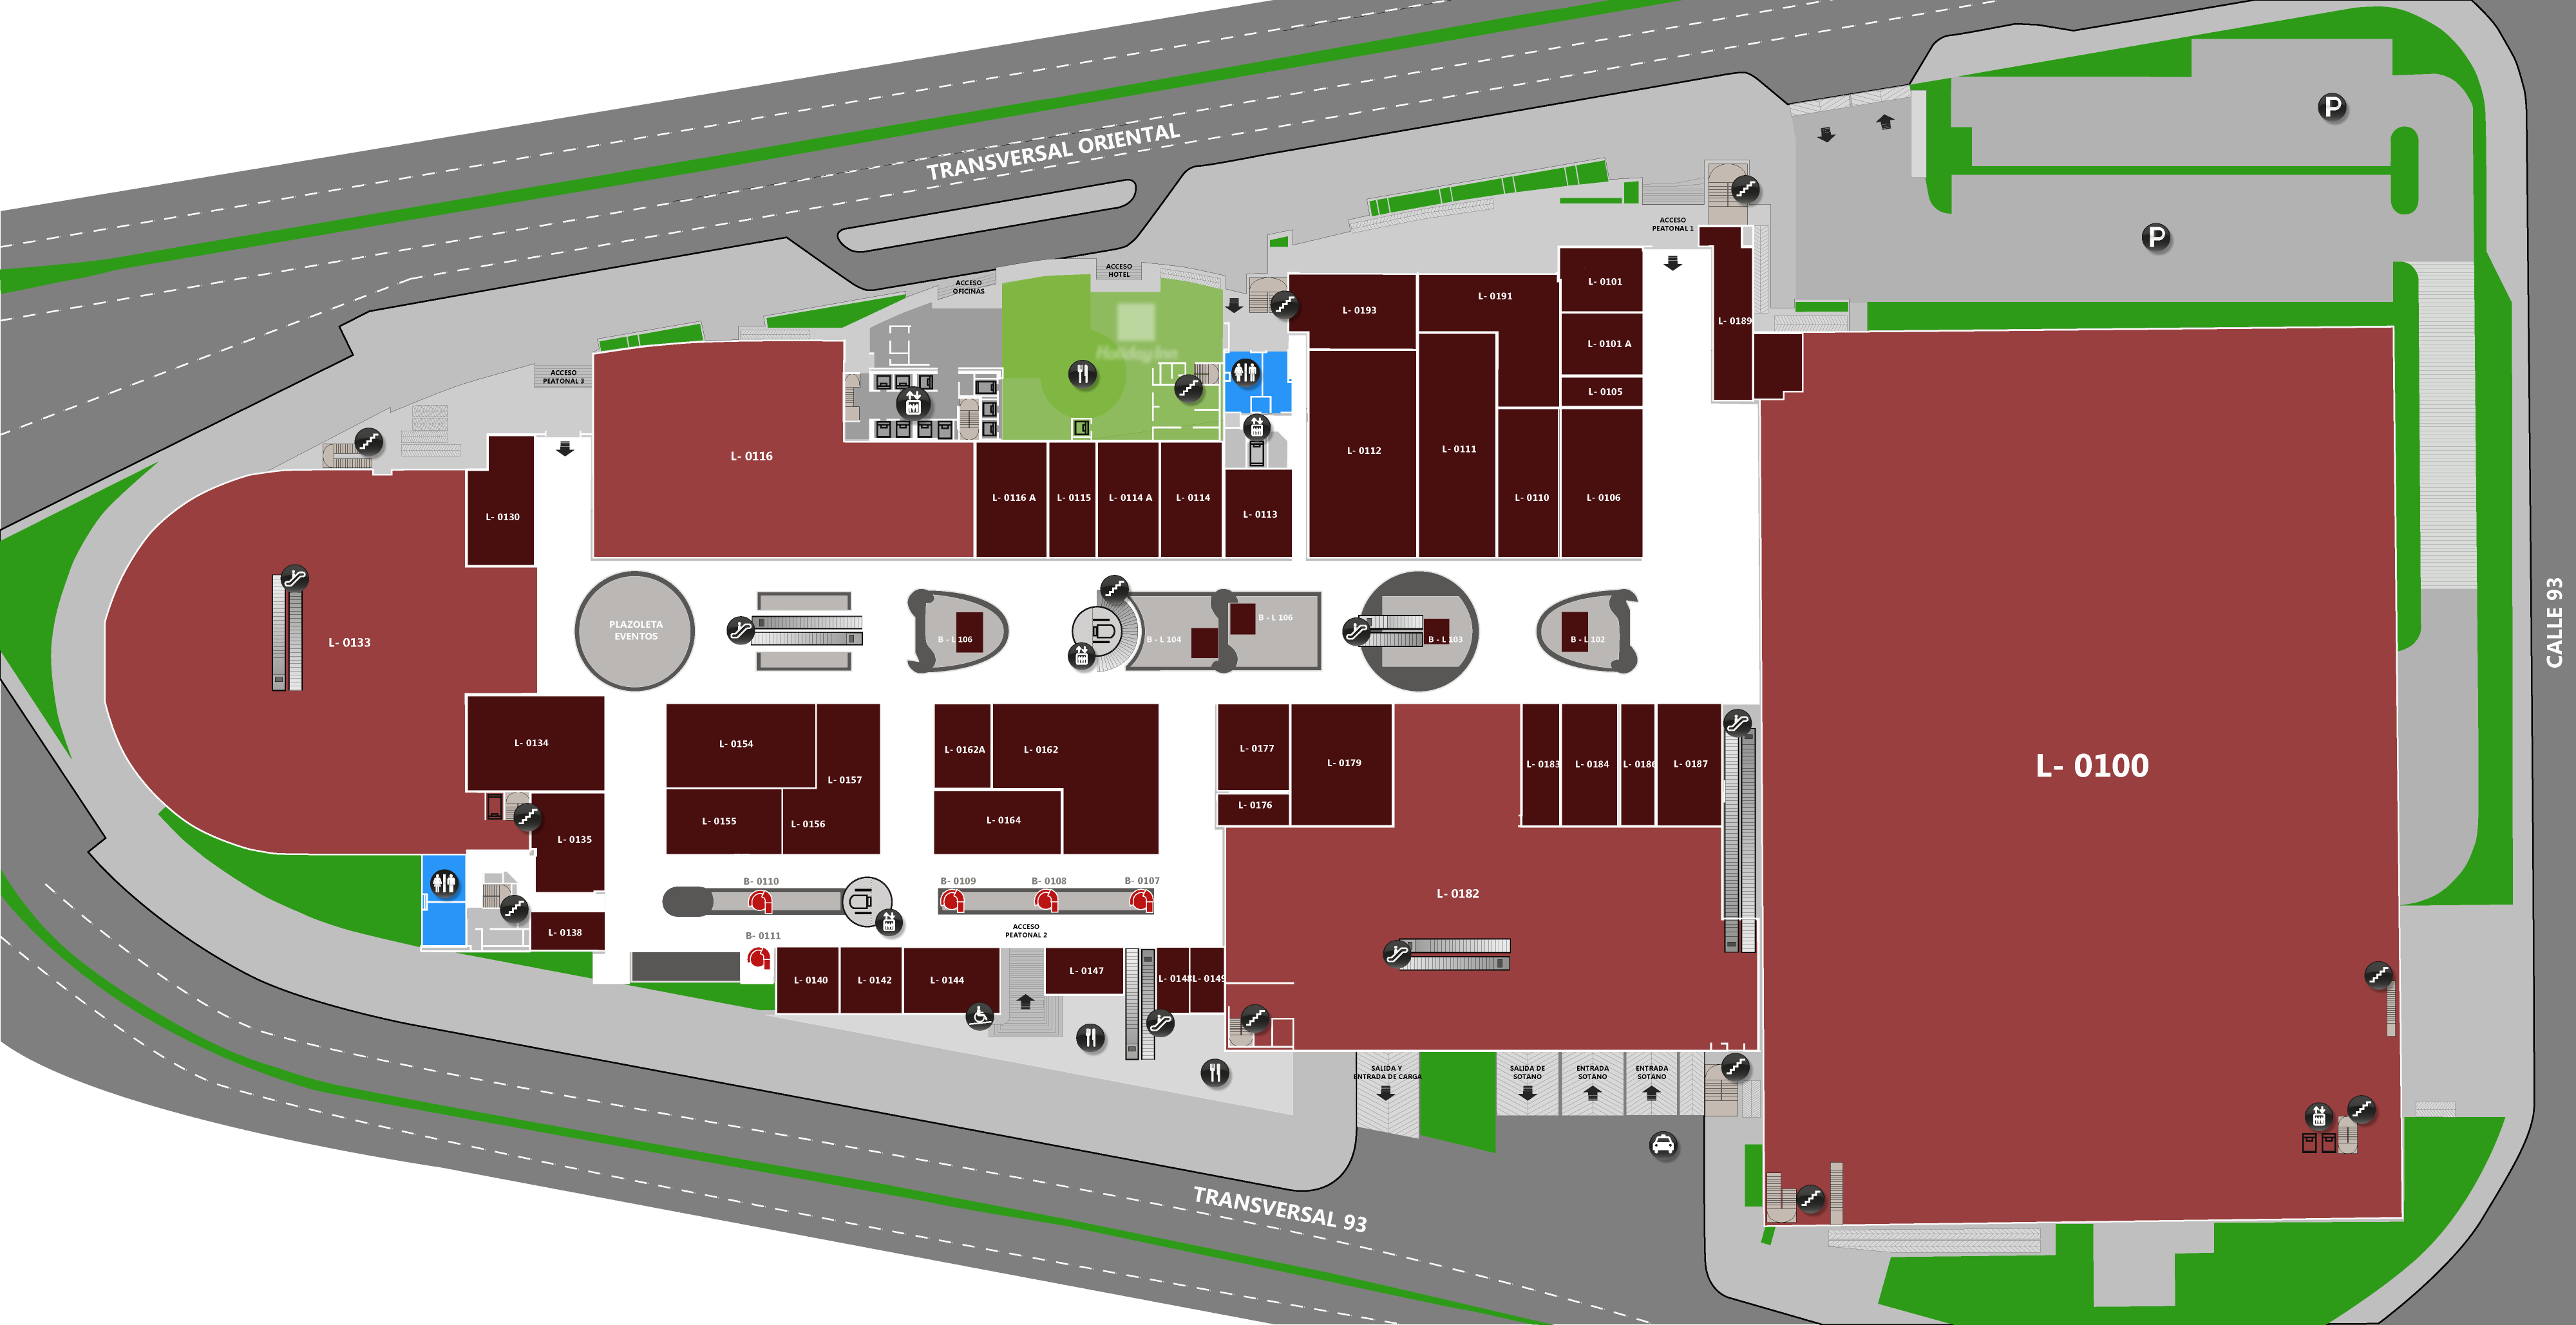 TRANSVERSAL ORIENTAL
P
P
ACCESO
PEATONAL 1
ACCESO
HOTEL
ACCESO
OFICINAS
L- 0101
L- 0191
L- 0193
L- 0189
L- 0101 A
Holiday Inn
ACCESO
PEATONAL 3
L- 0105
L- 0116
L- 0112
L- 0111
L- 0116 A
L- 0115
L- 0114 A
L- 0114
L- 0110
L- 0106
L- 0130
L- 0113
CALLE 93
PLAZOLETA
EVENTOS
B - L 106
B - L 104
B - L 106
B - L 103
B - L 102
L- 0133
L- 0134
L- 0154
L- 0162A
L- 0162
L- 0177
L- 0179
L- 0183
L- 0184
L- 0186
L- 0187
L- 0100
L- 0157
L- 0176
L- 0155
L- 0156
L- 0164
L- 0135
B- 0110
B- 0109
B- 0108
B- 0107
L- 0182
L- 0138
B- 0111
ACCESO
PEATONAL 2
L- 0140
L- 0142
L- 0144
L- 0147
L- 0148
L- 0149
SALIDA Y
ENTRADA DE CARGA
SALIDA DE
SOTANO
ENTRADA
SOTANO
ENTRADA
SOTANO
TRANSVERSAL 93